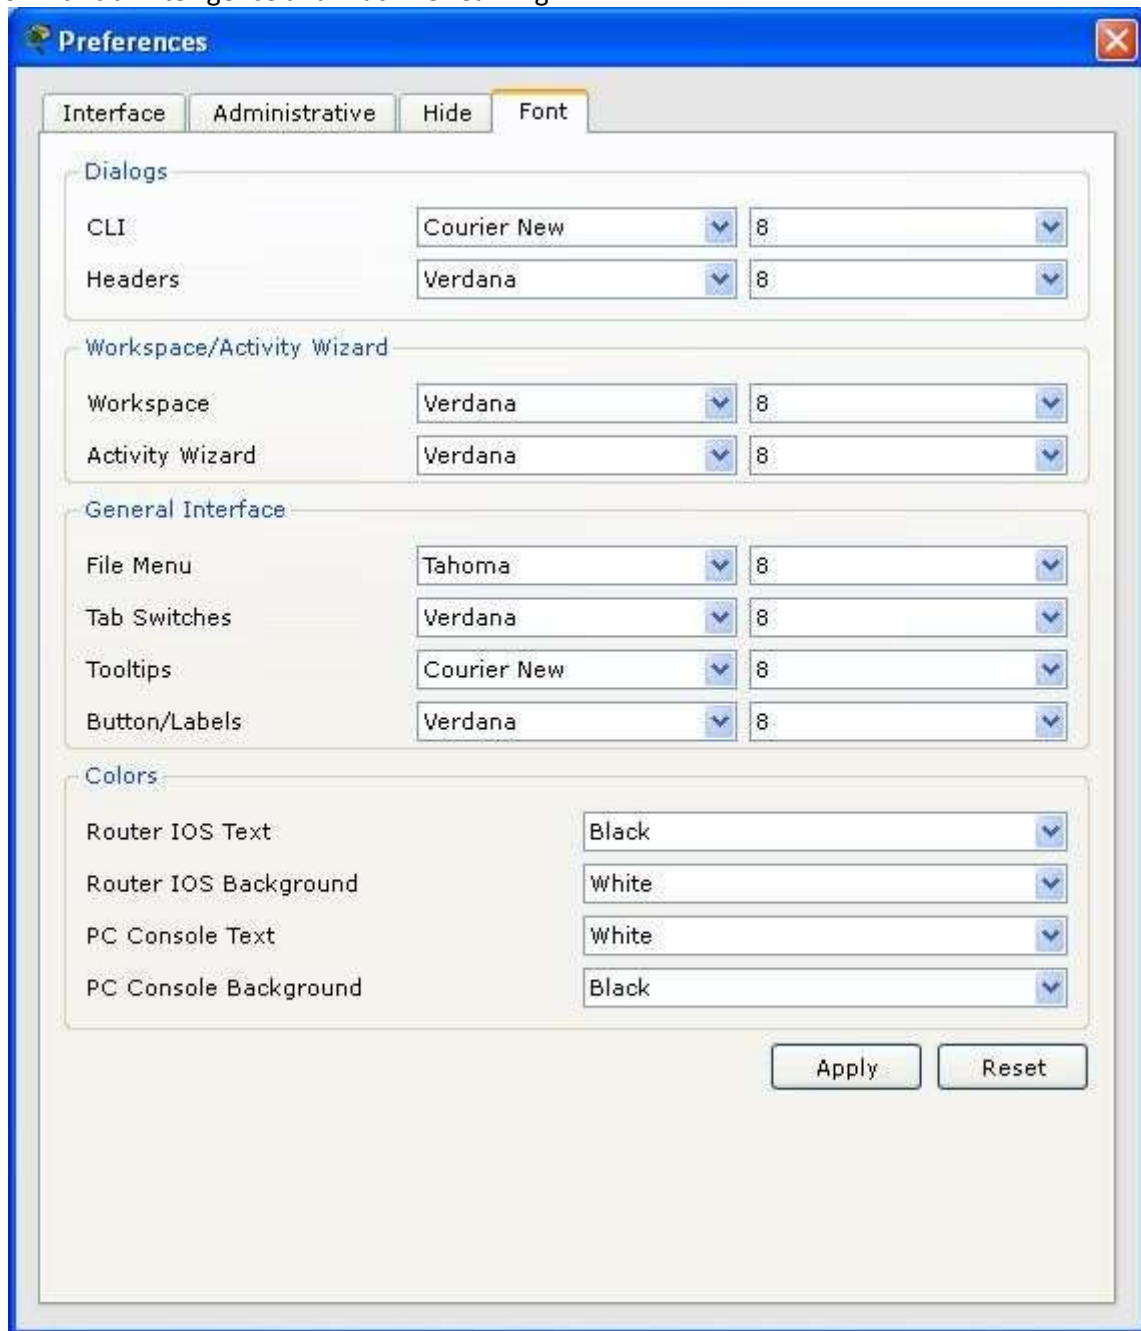 Preferences
Interface Administrative Hide Font
Dialogs
CLI Courier New 8
Headers Verdana 8
Workspace/Activity Wizard
Workspace Verdana 8
Activity Wizard Verdana 8
General Interface
File Menu Tahoma 8
Tab Switches Verdana 8
Tooltips Courier New 8
Button/Labels Verdana 8
Colors
Router IOS Text Black
Router IOS Background White
PC Console Text White
PC Console Background Black
Apply Reset